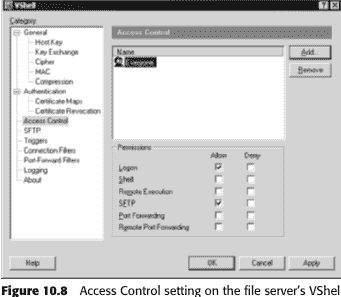 VShell
Category
General
Host Key
Key Exchange
Cipher
MAC
Compression
Authentication
Certificate Maps
Certificate Revocation
Access Control
SFTP
Triggers
Connection Filters
Port-Forward Filters
Logging
About
Access Control
Name
Everyone
Add...
Remove
Permissions
Allow Deny
Logon
Shell
Remote Execution
SFTP
Port Forwarding
Remote Port Forwarding
Help
OK
Cancel
Apply
Figure 10.8 Access Control setting on the file server's VShel